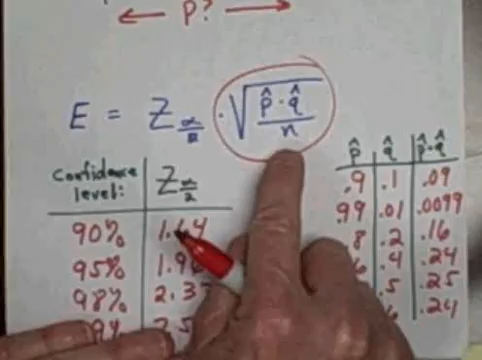 ← p? →
E = Z α/2 · √(p̂·q̂/n)
Confidence level: Z α/2
90% 1.64
95% 1.9
98% 2.3
p̂ q̂ p̂·q̂
.9 .1 .09
.99 .01 .0099
.8 .2 .16
.4 .24
.5 .25
.24